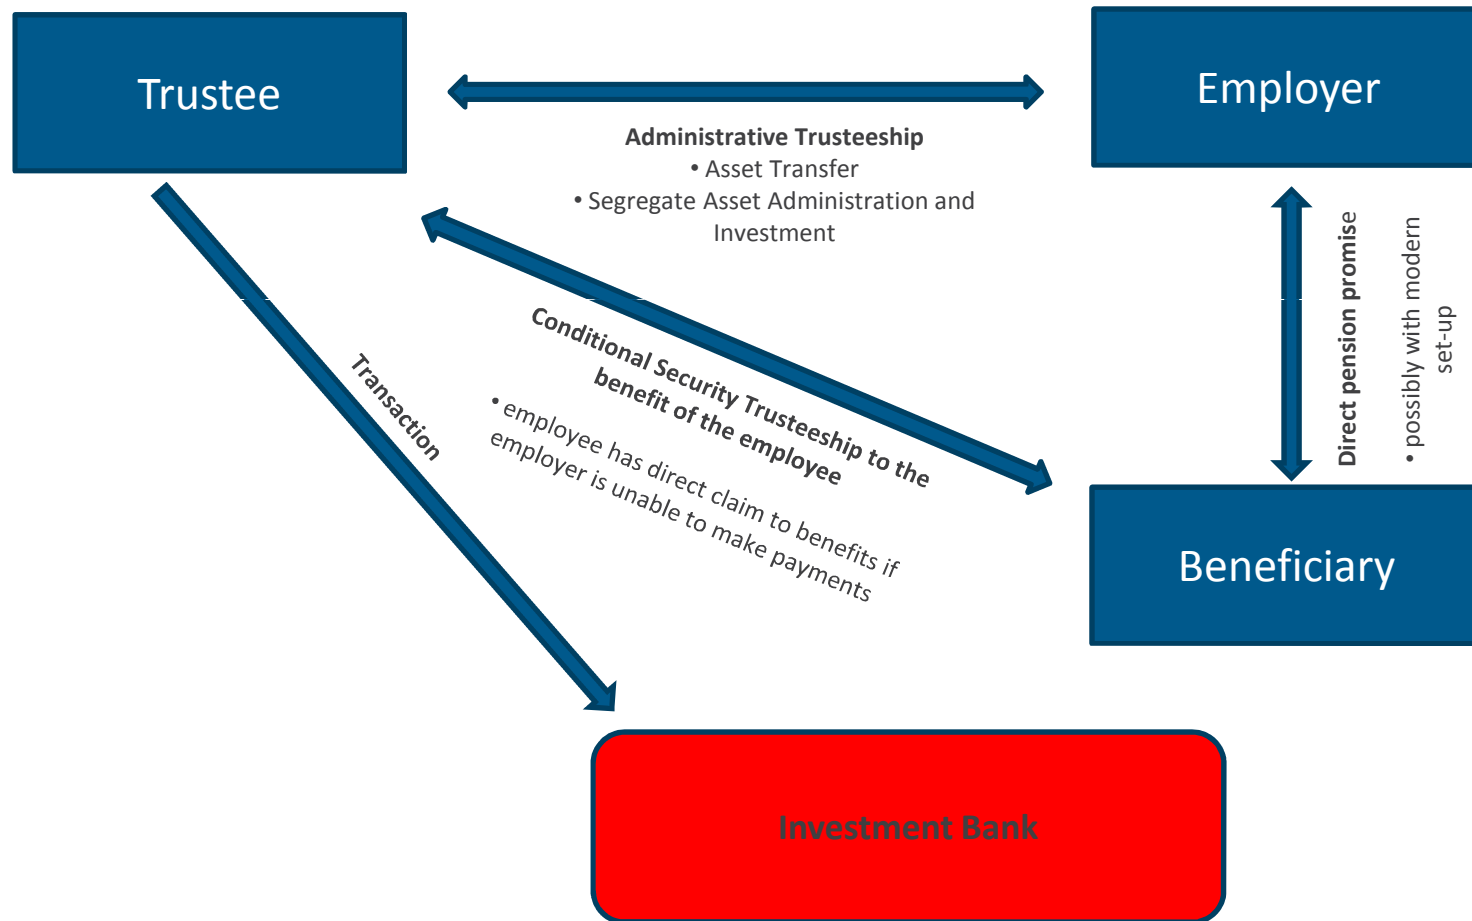 Trustee
Employer
Administrative Trusteeship
• Asset Transfer
• Segregate Asset Administration and
Investment
Direct pension promise
• possibly with modern
set-up
Conditional Security Trusteeship to the
benefit of the employee
• employee has direct claim to benefits if
employer is unable to make payments
Transaction
Beneficiary
Investment Bank